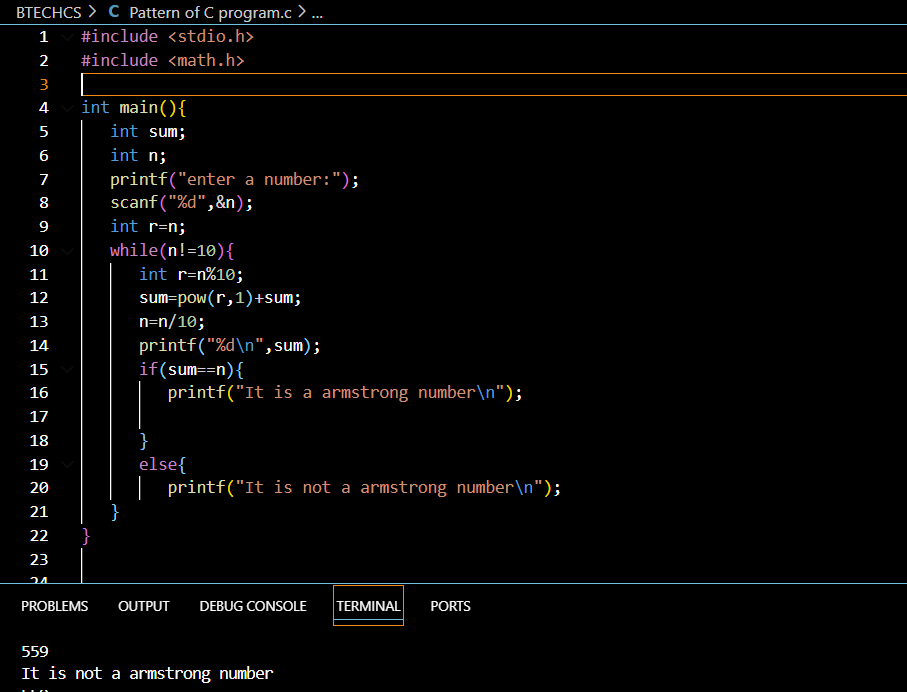 BTECHCS > C Pattern of C program.c > ...
1 #include <stdio.h>
2 #include <math.h>
3
4 int main(){
5 int sum;
6 int n;
7 printf("enter a number:");
8 scanf("%d",&n);
9 int r=n;
10 while(n!=10){
11 int r=n%10;
12 sum=pow(r,1)+sum;
13 n=n/10;
14 printf("%d\n",sum);
15 if(sum==n){
16 printf("It is a armstrong number\n");
17
18 }
19 else{
20 printf("It is not a armstrong number\n");
21 }
22 }
23
24
PROBLEMS OUTPUT DEBUG CONSOLE TERMINAL PORTS
559
It is not a armstrong number